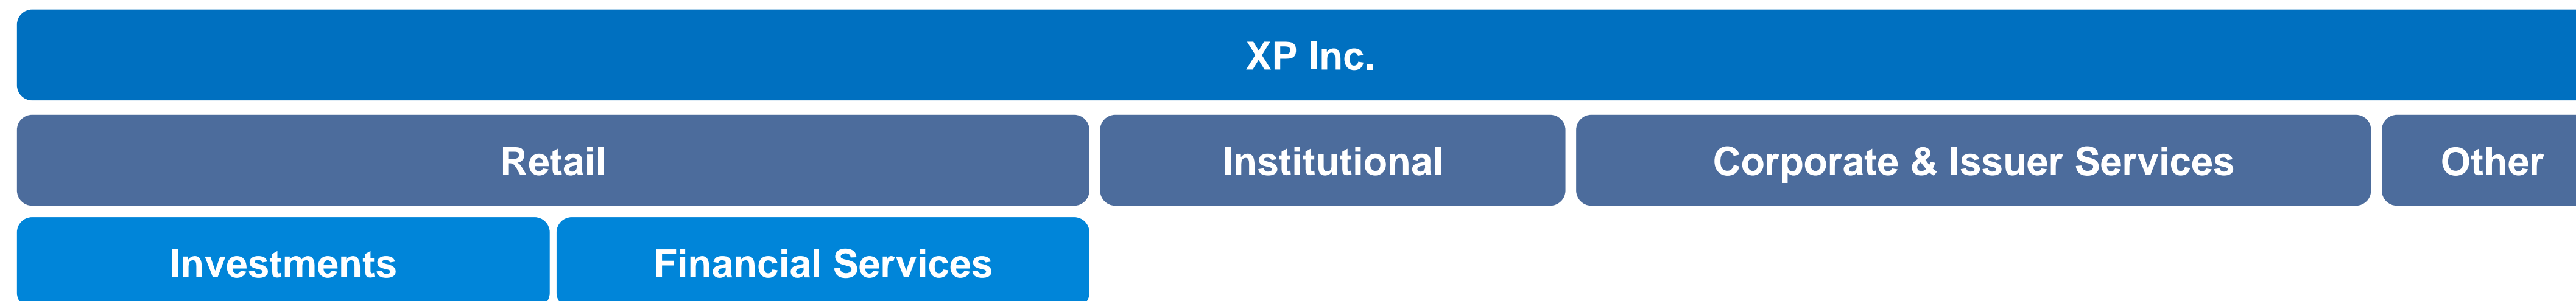 XP Inc.
Retail Institutional Corporate & Issuer Services Other
Investments Financial Services